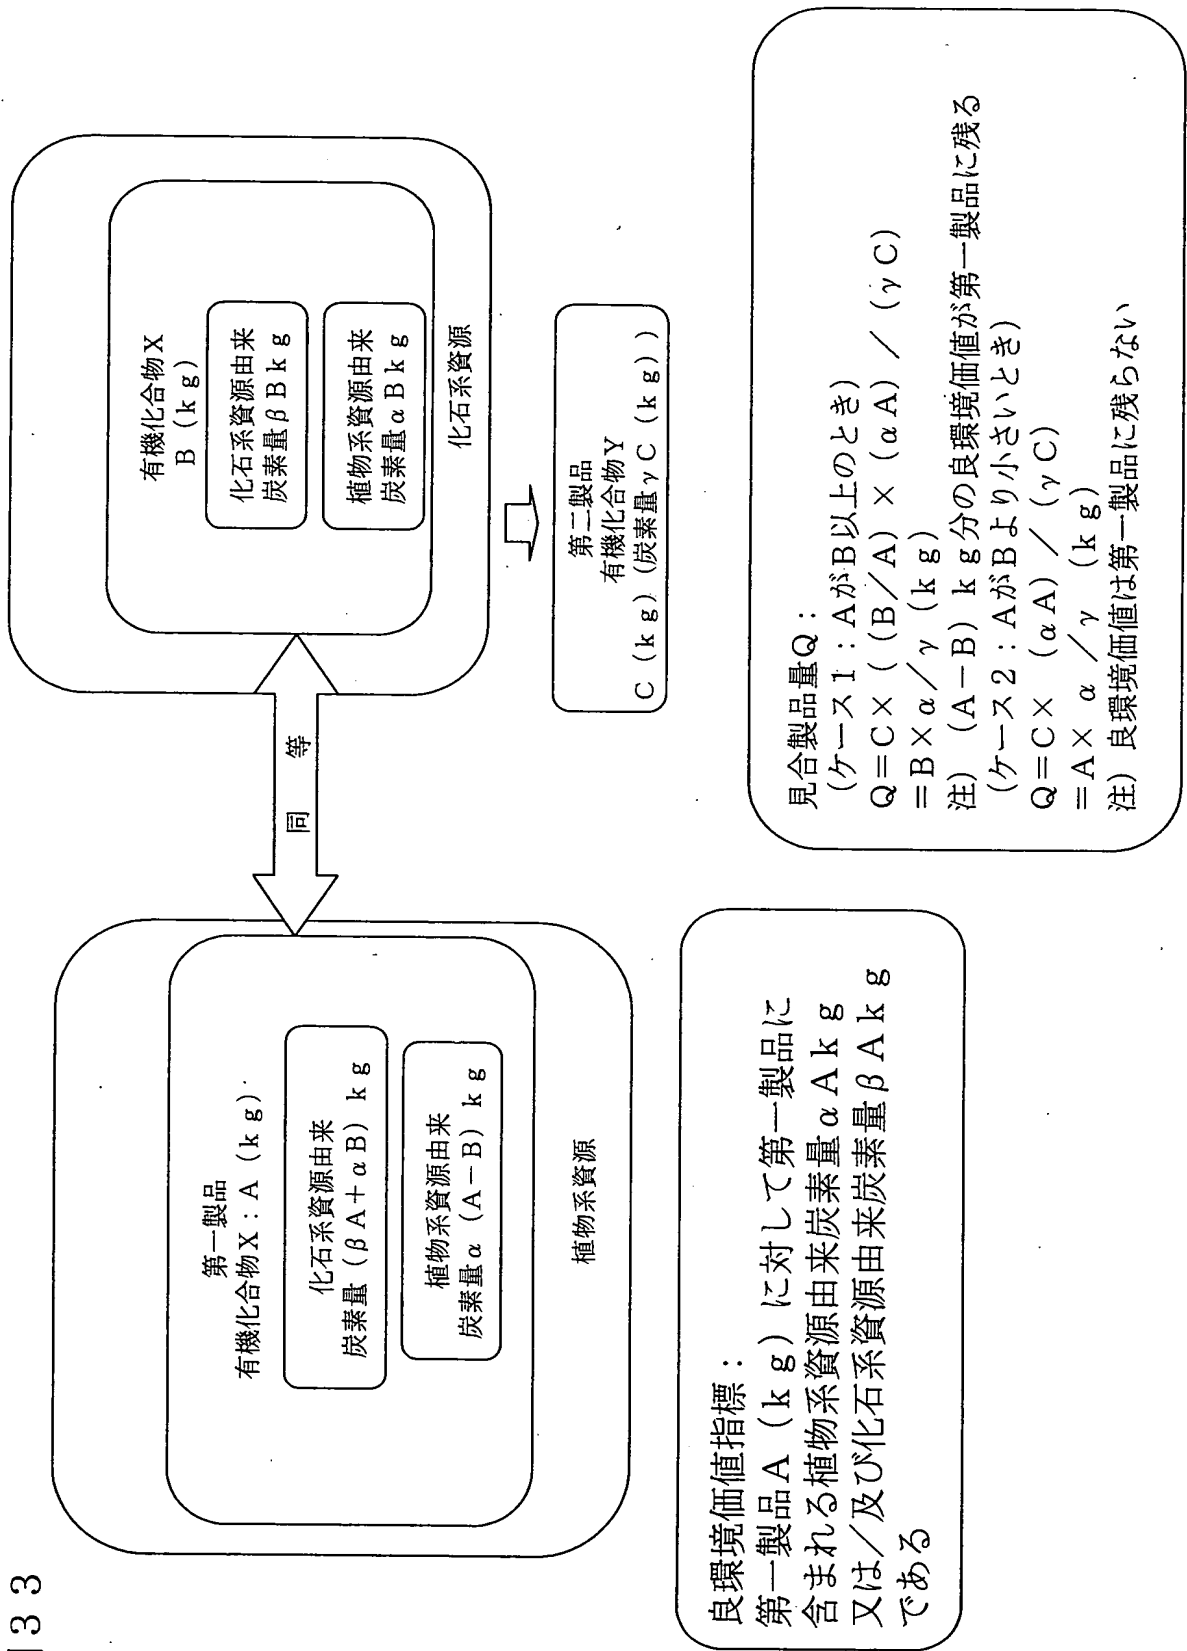 33
第一製品
有機化合物X：A（kg）
化石系資源由来
炭素量（βA＋αB）kg
植物系資源由来
炭素量α（A－B）kg
植物系資源
同　等
有機化合物X
B（kg）
化石系資源由来
炭素量βBkg
植物系資源由来
炭素量αBkg
化石系資源
第二製品
有機化合物Y
C（kg）（炭素量γC（kg））
良環境価値指標：
第一製品A（kg）に対して第一製品に
含まれる植物系資源由来炭素量αAkg
又は／及び化石系資源由来炭素量βAkg
である
見合製品量Q：
（ケース1：AがB以上のとき）
Q＝C×（（B／A）×（αA）／（γC）
＝B×α／γ（kg）
注）（A－B）kg分の良環境価値が第一製品に残る
（ケース2：AがBより小さいとき）
Q＝C×（αA）／（γC）
＝A×α／γ（kg）
注）良環境価値は第一製品に残らない